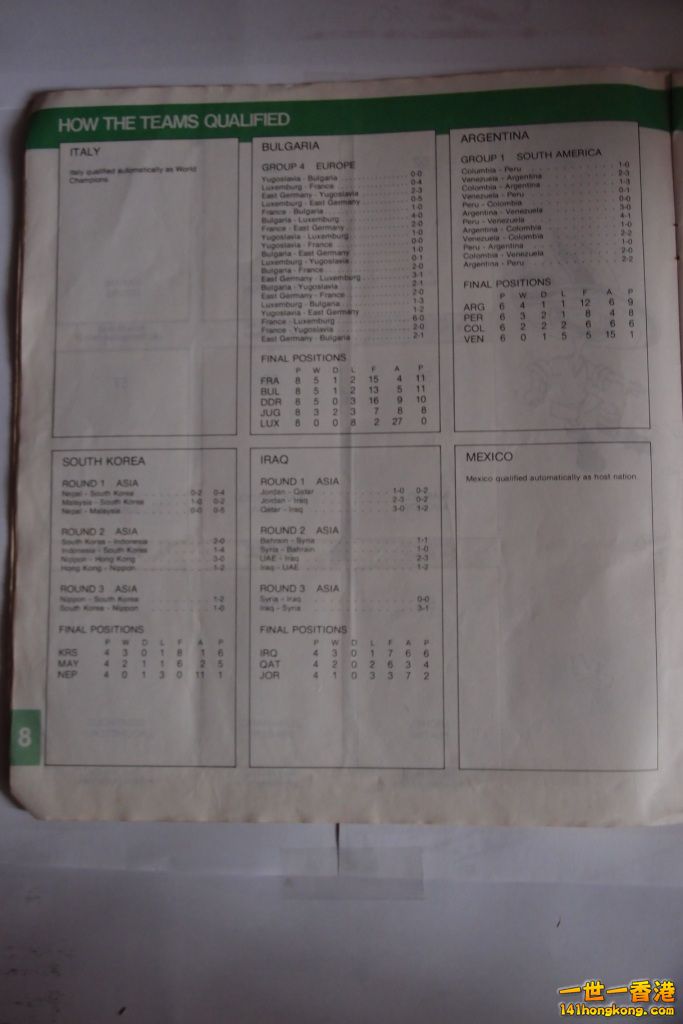 HOW THE TEAMS QUALIFIED
ITALY
Italy qualified automatically as World
Champions.
BULGARIA
GROUP 4 EUROPE
Yugoslavia - Bulgaria 0-0
Luxemburg - France 0-4
East Germany - Yugoslavia 2-3
Luxemburg - East Germany 0-5
France - Bulgaria 1-0
Bulgaria - Luxemburg 4-0
France - East Germany 2-0
Yugoslavia - Luxemburg 1-0
Yugoslavia - France 0-0
Bulgaria - East Germany 1-0
Luxemburg - Yugoslavia 0-1
Bulgaria - France 2-0
East Germany - Luxemburg 3-1
Bulgaria - Yugoslavia 2-1
East Germany - France 2-0
Luxemburg - Bulgaria 1-3
Yugoslavia - East Germany 1-2
France - Luxemburg 6-0
France - Yugoslavia 2-0
East Germany - Bulgaria 2-1
FINAL POSITIONS
P W D L F A P
FRA 8 5 1 2 15 4 11
BUL 8 5 1 2 13 5 11
DDR 8 5 0 3 16 9 10
JUG 8 3 2 3 7 8 8
LUX 8 0 0 8 2 27 0
ARGENTINA
GROUP 1 SOUTH AMERICA
Columbia - Peru 1-0
Venezuela - Argentina 2-3
Colombia - Argentina 1-3
Venezuela - Peru 0-1
Peru - Colombia 0-0
Argentina - Venezuela 3-0
Peru - Venezuela 4-1
Argentina - Colombia 1-0
Venezuela - Colombia 2-2
Peru - Argentina 1-0
Colombia - Venezuela 2-0
Argentina - Peru 2-2
FINAL POSITIONS
P W D L F A P
ARG 6 4 1 1 12 6 9
PER 6 3 2 1 8 4 8
COL 6 2 2 2 6 6 6
VEN 6 0 1 5 5 15 1
SOUTH KOREA
ROUND 1 ASIA
Nepal - South Korea 0-2 0-4
Malaysia - South Korea 1-0 0-2
Nepal - Malaysia 0-0 0-5
ROUND 2 ASIA
South Korea - Indonesia 2-0
Indonesia - South Korea 1-4
Nippon - Hong Kong 3-0
Hong Kong - Nippon 1-2
ROUND 3 ASIA
Nippon - South Korea 1-2
South Korea - Nippon 1-0
FINAL POSITIONS
P W D L F A P
KRS 4 3 0 1 8 1 6
MAY 4 2 1 1 6 2 5
NEP 4 0 1 3 0 11 1
IRAQ
ROUND 1 ASIA
Jordan - Qatar 1-0 0-2
2-3 0-2
Qatar - Iraq 3-0 1-2
ROUND 2 ASIA
Bahrain - Syria 1-1
Syria - Bahrain 1-0
UAE - Iraq 2-3
Iraq - UAE 1-2
ROUND 3 ASIA
Syria - Iraq 0-0
Iraq - Syria 3-1
FINAL POSITIONS
P W D L F A P
IRQ 4 3 0 1 7 6 6
QAT 4 2 0 2 6 3 4
JOR 4 1 0 3 3 7 2
MEXICO
Mexico qualified automatically as host nation.
8
一世一香港
141hongkong.com